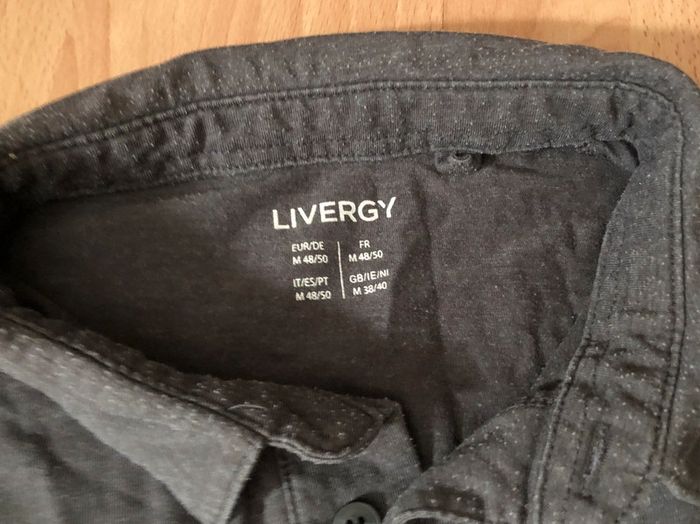 LIVERGY
EUR/DE
M 48/50
FR
M 48/50
IT/ES/PT
M 48/50
GB/IE/NI
M 38/40